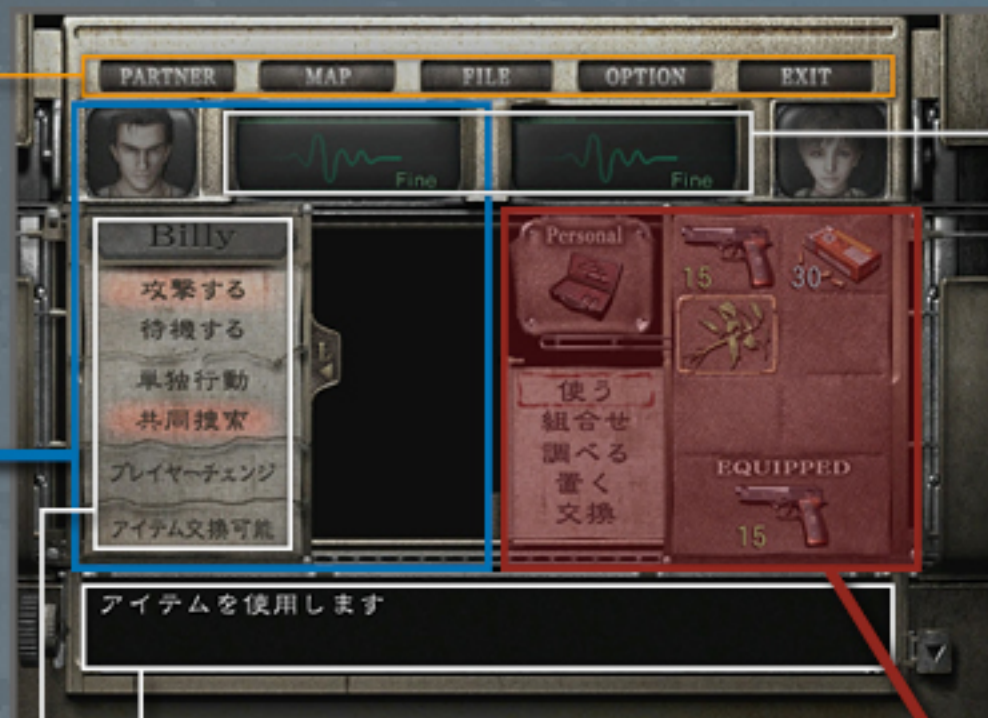 PARTNER
MAP
FILE
OPTION
EXIT
Fine
Fine
Billy
攻撃する
待機する
単独行動
共同捜索
プレイヤーチェンジ
アイテム交換可能
L
Personal
15
30
使う
組合せ
調べる
置く
交換
EQUIPPED
15
アイテムを使用します